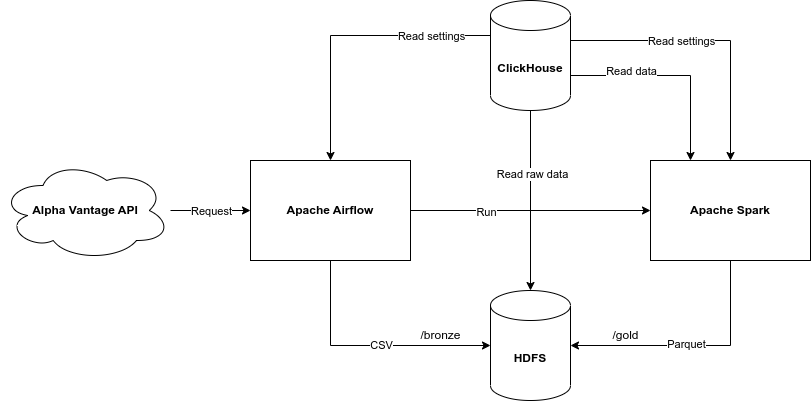 Read settings
ClickHouse
Read settings
Read data
Read raw data
Alpha Vantage API
Request
Apache Airflow
Run
Apache Spark
/bronze
CSV
HDFS
/gold
Parquet